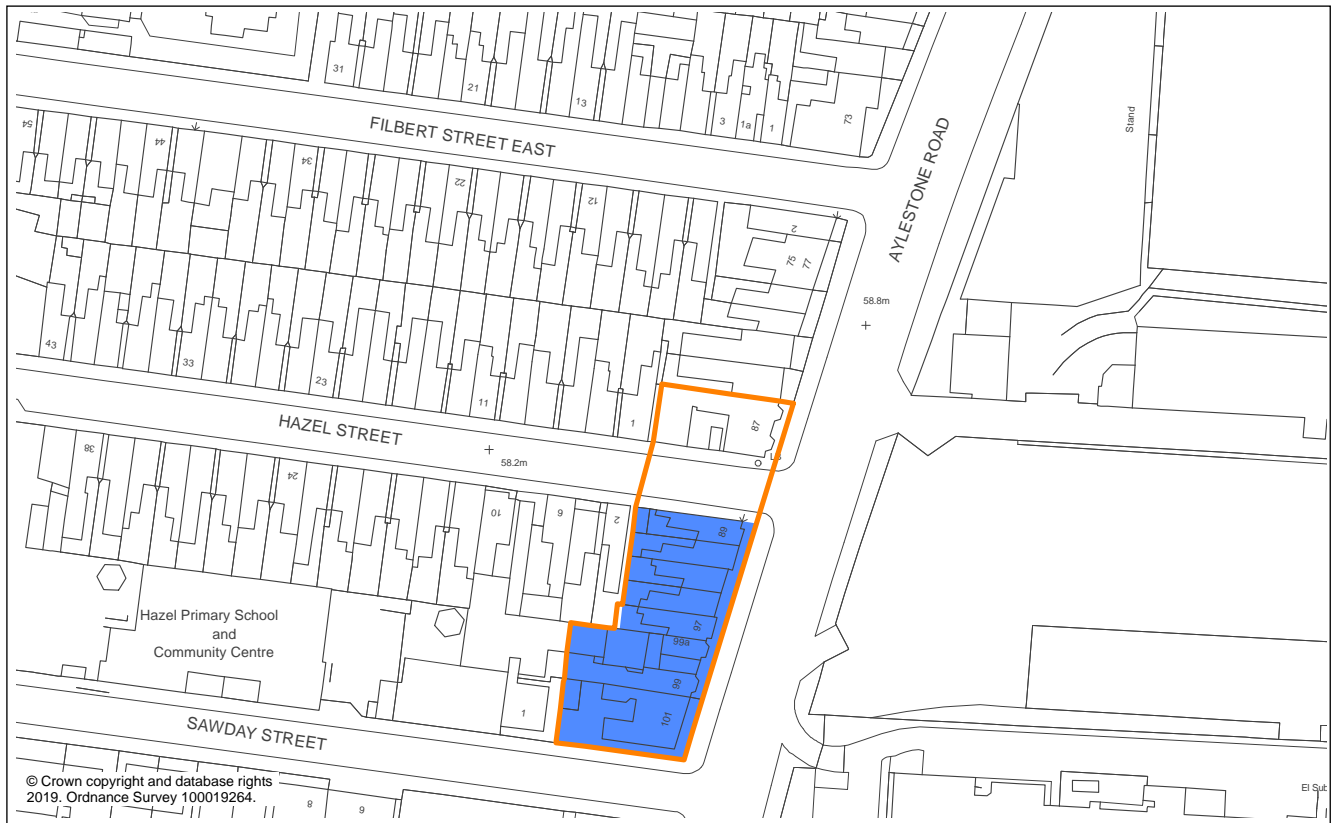 31
21
13
3
1a
1
73
Stand
FILBERT STREET EAST
AYLESTONE ROAD
54
44
34
22
12
2
75
77
58.8m
43
33
23
11
1
87
HAZEL STREET
58.2m
38
24
10
6
2
89
97
99a
99
101
Hazel Primary School
and
Community Centre
1
SAWDAY STREET
8
6
El Sub
© Crown copyright and database rights
2019. Ordnance Survey 100019264.